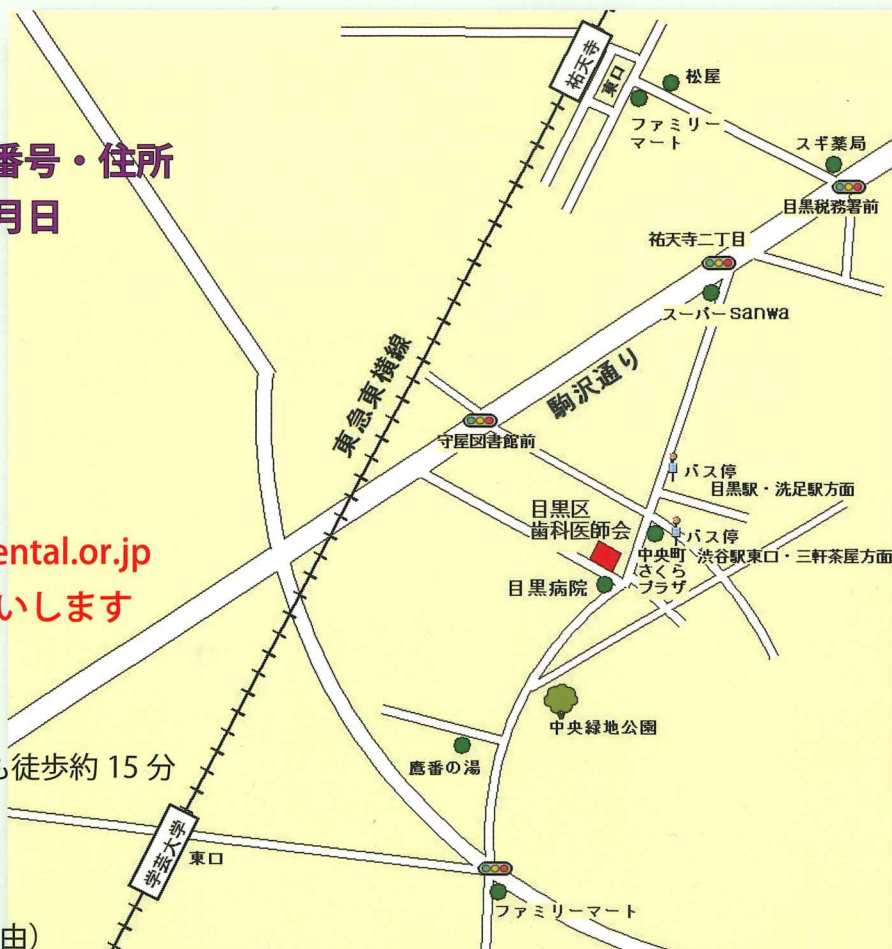 祐天寺
東口
松屋
ファミリー
マート
スギ薬局
目黒税務署前
番号・住所
月日
祐天寺二丁目
スーパーsanwa
東急東横線
駒沢通り
守屋図書館前
バス停
目黒駅・洗足駅方面
目黒区
歯科医師会
バス停
渋谷駅東口・三軒茶屋方面
中央町
さくら
プラザ
目黒病院
ental.or.jp
いします
中央緑地公園
鷹番の湯
も徒歩約 15 分
学芸大学
東口
ファミリーマート
由）